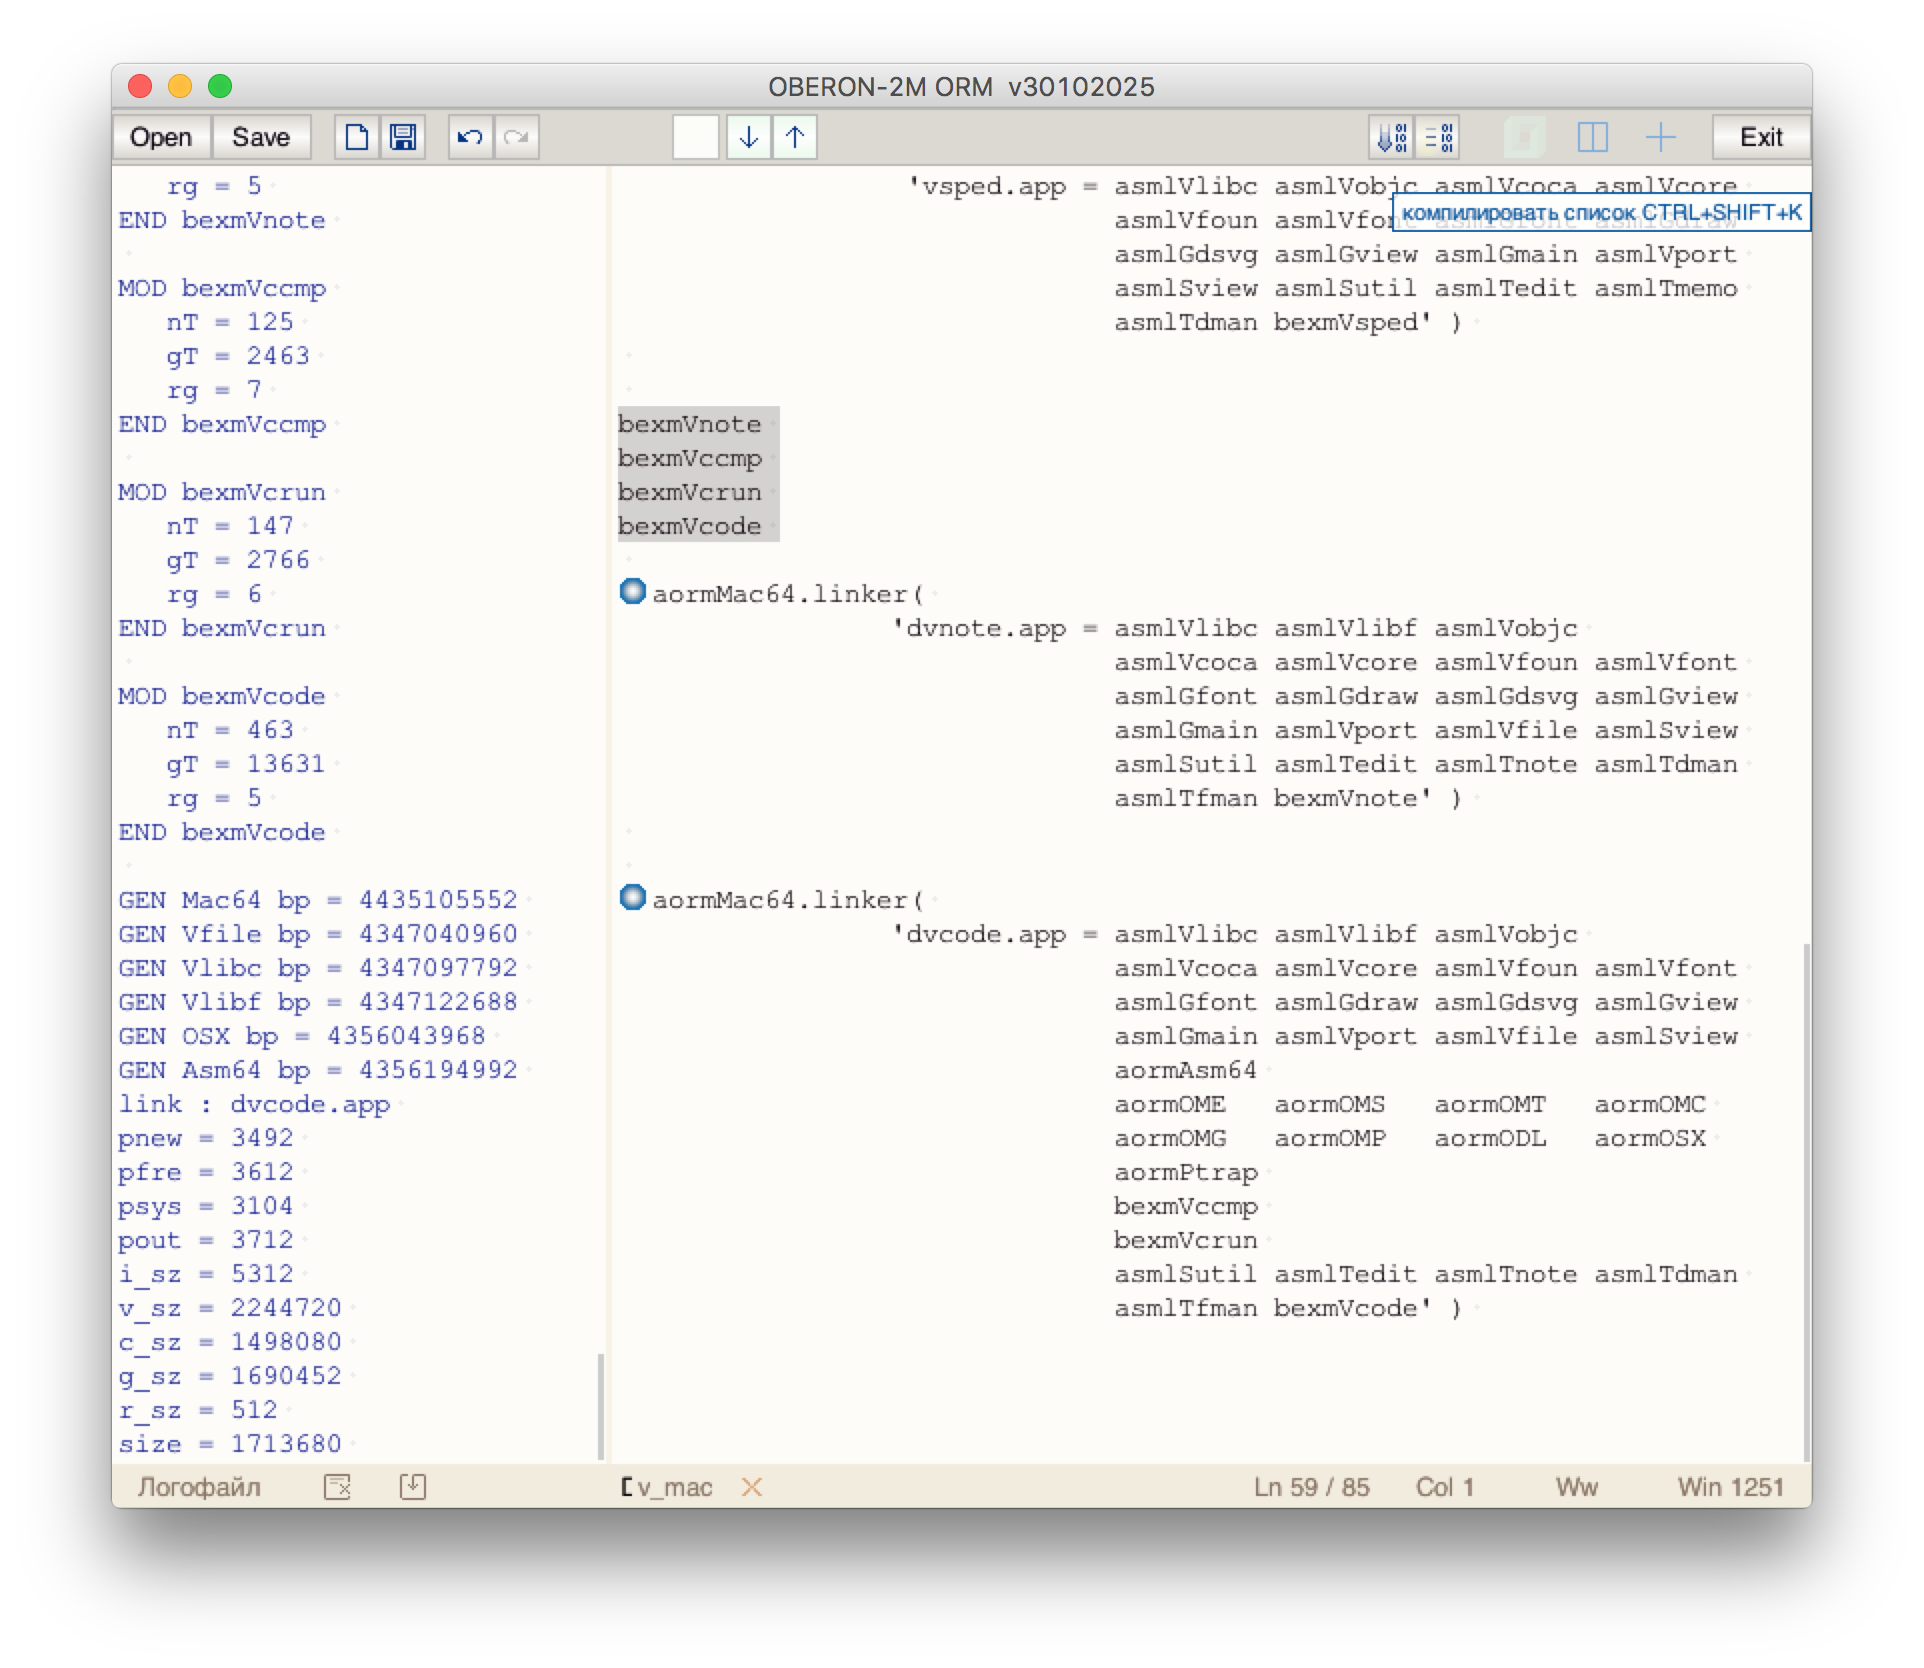 OBERON-2M ORM v30102025
Open Save Exit
rg = 5
END bexmVnote
MOD bexmVccmp
nT = 125
gT = 2463
rg = 7
END bexmVccmp
MOD bexmVcrun
nT = 147
gT = 2766
rg = 6
END bexmVcrun
MOD bexmVcode
nT = 463
gT = 13631
rg = 5
END bexmVcode
GEN Mac64 bp = 4435105552
GEN Vfile bp = 4347040960
GEN Vlibc bp = 4347097792
GEN Vlibf bp = 4347122688
GEN OSX bp = 4356043968
GEN Asm64 bp = 4356194992
link : dvcode.app
pnew = 3492
pfre = 3612
psys = 3104
pout = 3712
i_sz = 5312
v_sz = 2244720
c_sz = 1498080
g_sz = 1690452
r_sz = 512
size = 1713680
'vsped.app = asmlVlibc asmlVobjc asmlVcoca asmlVcore
компилировать список CTRL+SHIFT+K
asmlVfoun asmlVfont asmlGfont asmlGdraw
asmlGdsvg asmlGview asmlGmain asmlVport
asmlSview asmlSutil asmlTedit asmlTmemo
asmlTdman bexmVsped' )
bexmVnote
bexmVccmp
bexmVcrun
bexmVcode
aormMac64.linker(
'dvnote.app = asmlVlibc asmlVlibf asmlVobjc
asmlVcoca asmlVcore asmlVfoun asmlVfont
asmlGfont asmlGdraw asmlGdsvg asmlGview
asmlGmain asmlVport asmlVfile asmlSview
asmlSutil asmlTedit asmlTnote asmlTdman
asmlTfman bexmVnote' )
aormMac64.linker(
'dvcode.app = asmlVlibc asmlVlibf asmlVobjc
asmlVcoca asmlVcore asmlVfoun asmlVfont
asmlGfont asmlGdraw asmlGdsvg asmlGview
asmlGmain asmlVport asmlVfile asmlSview
aormAsm64
aormOME aormOMS aormOMT aormOMC
aormOMG aormOMP aormODL aormOSX
aormPtrap
bexmVccmp
bexmVcrun
asmlSutil asmlTedit asmlTnote asmlTdman
asmlTfman bexmVcode' )
Логофайл [v_mac Ln 59 / 85 Col 1 Ww Win 1251